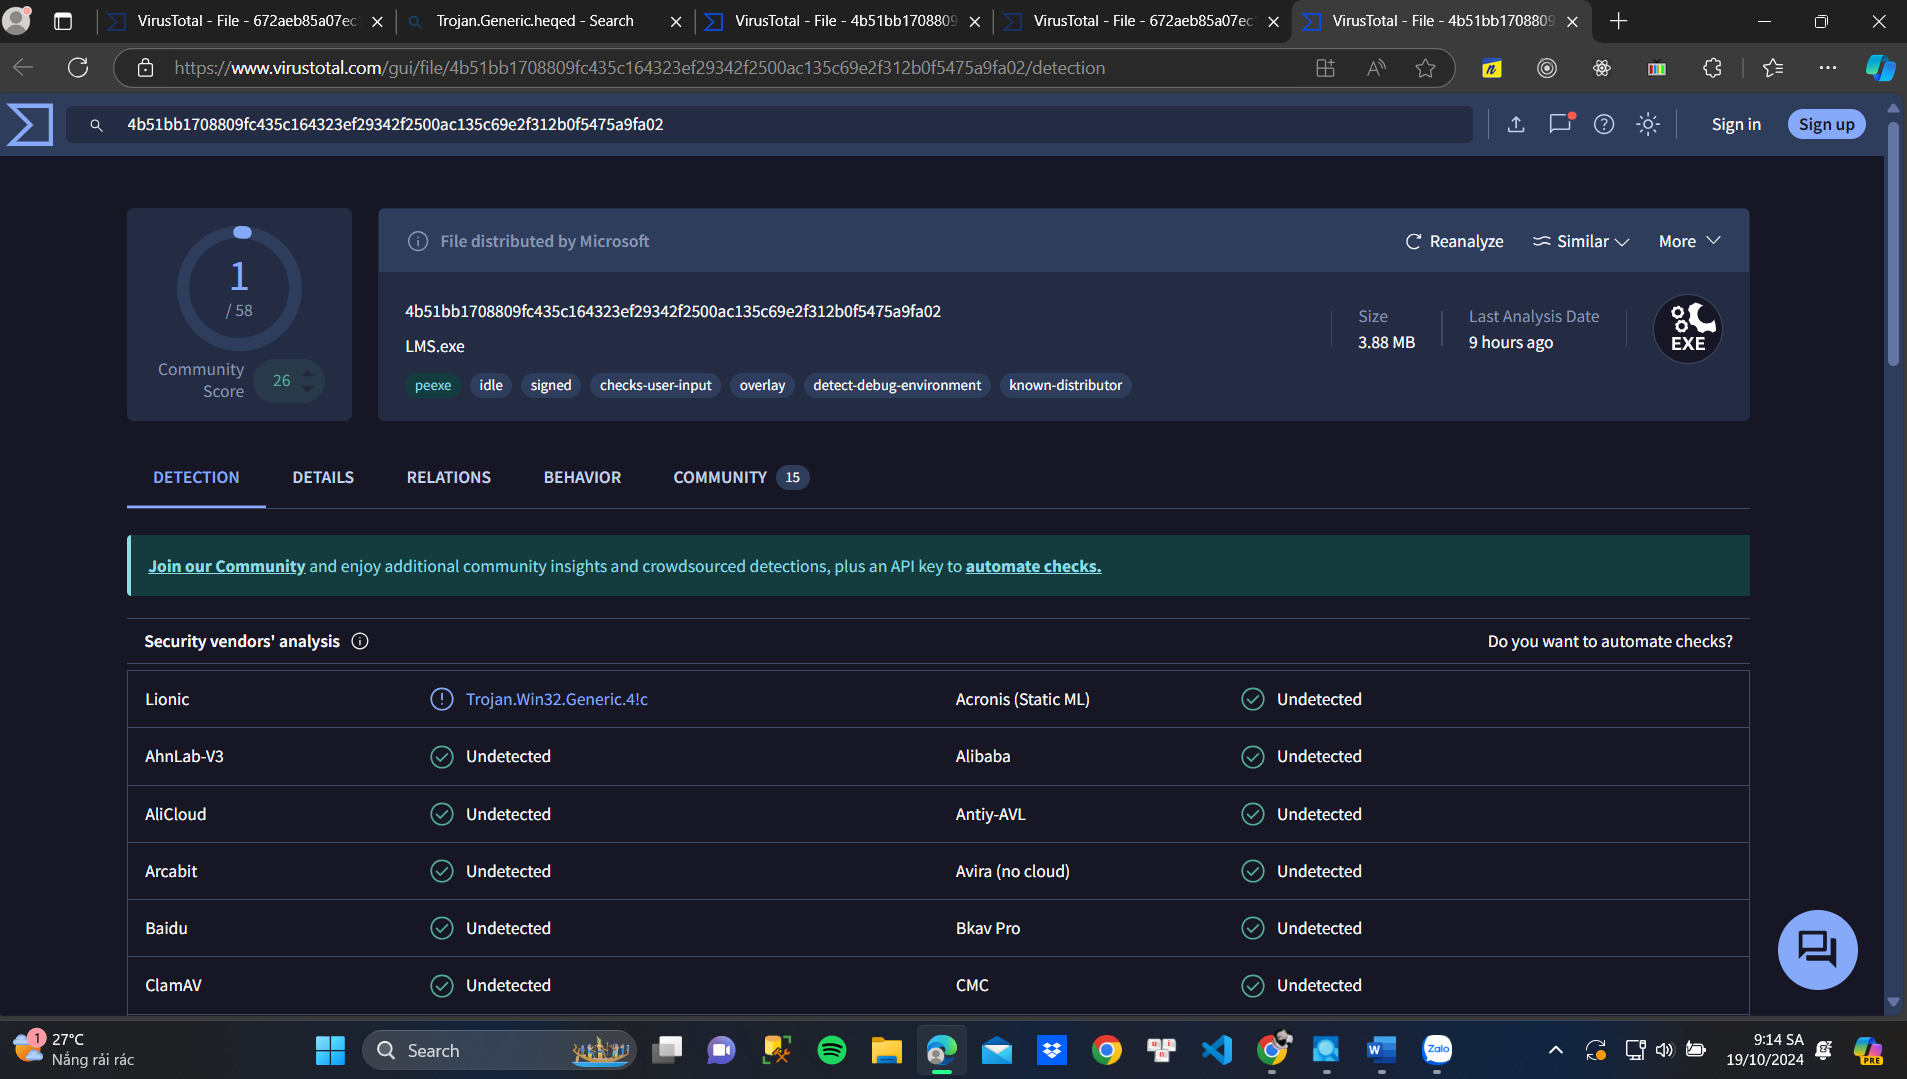 VirusTotal - File - 672aeb85a07ec
Trojan.Generic.heqed - Search
VirusTotal - File - 4b51bb1708809
VirusTotal - File - 672aeb85a07ec
VirusTotal - File - 4b51bb1708809
https://www.virustotal.com/gui/file/4b51bb1708809fc435c164323ef29342f2500ac135c69e2f312b0f5475a9fa02/detection
4b51bb1708809fc435c164323ef29342f2500ac135c69e2f312b0f5475a9fa02
Sign in
Sign up
1
/ 58
Community
Score
26
File distributed by Microsoft
Reanalyze
Similar
More
4b51bb1708809fc435c164323ef29342f2500ac135c69e2f312b0f5475a9fa02
LMS.exe
peexe
idle
signed
checks-user-input
overlay
detect-debug-environment
known-distributor
Size
3.88 MB
Last Analysis Date
9 hours ago
EXE
DETECTION
DETAILS
RELATIONS
BEHAVIOR
COMMUNITY 15
Join our Community and enjoy additional community insights and crowdsourced detections, plus an API key to automate checks.
Security vendors' analysis
Do you want to automate checks?
Lionic Trojan.Win32.Generic.4!c Acronis (Static ML) Undetected
AhnLab-V3 Undetected Alibaba Undetected
AliCloud Undetected Antiy-AVL Undetected
Arcabit Undetected Avira (no cloud) Undetected
Baidu Undetected Bkav Pro Undetected
ClamAV Undetected CMC Undetected
1
27°C
Nắng rải rác
Search
Zalo
9:14 SA
19/10/2024
PRE